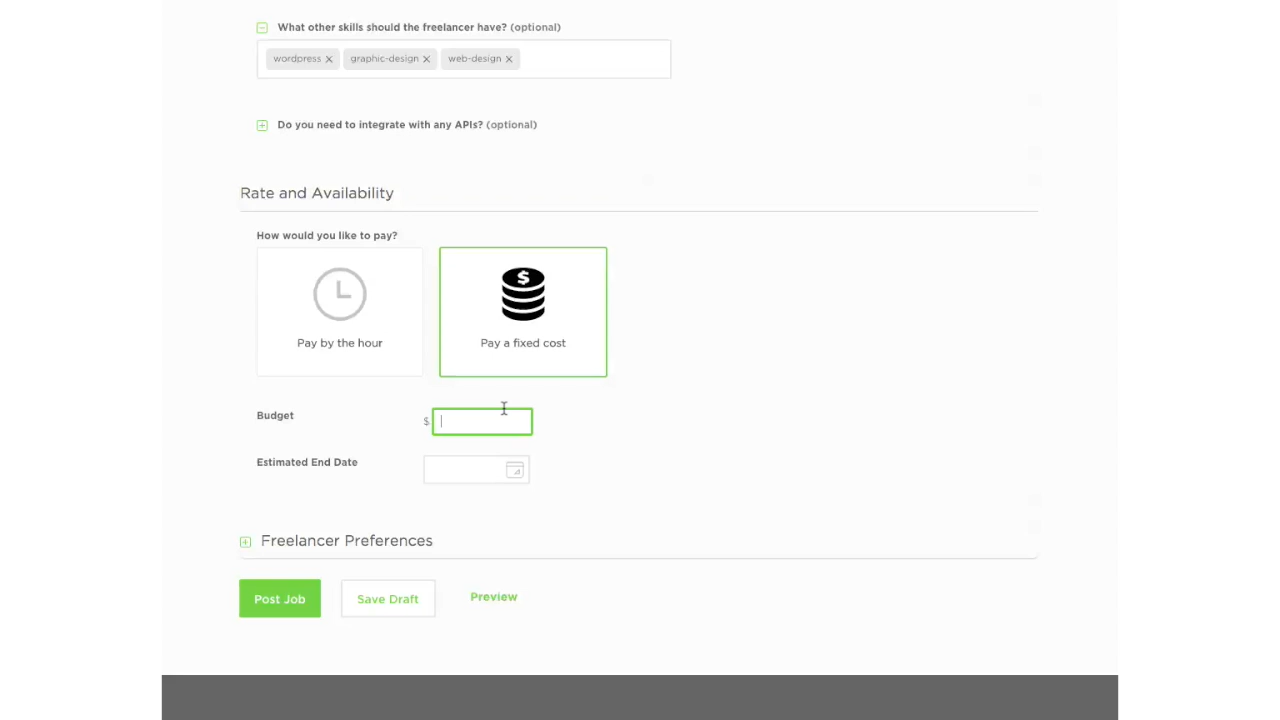 What other skills should the freelancer have? (optional)
wordpress × graphic-design × web-design ×
Do you need to integrate with any APIs? (optional)
Rate and Availability
How would you like to pay?
Pay by the hour
$
Pay a fixed cost
Budget $
Estimated End Date
Freelancer Preferences
Post Job Save Draft Preview